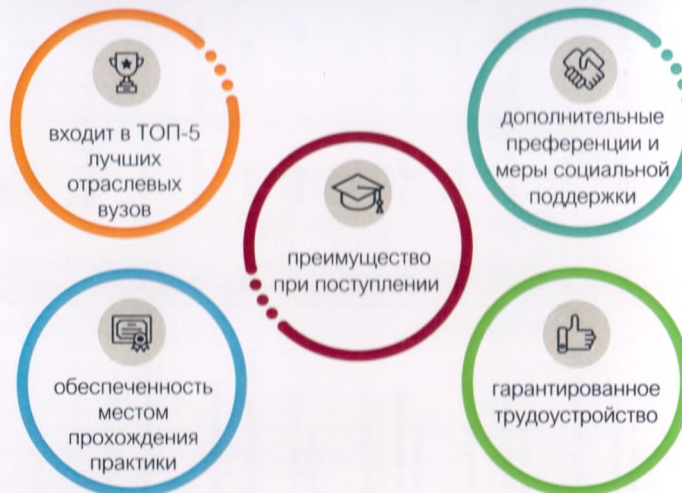 входит в ТОП-5
лучших
отраслевых
вузов
дополнительные
преференции и
меры социальной
поддержки
преимущество
при поступлении
обеспеченность
местом
прохождения
практики
гарантированное
трудоустройство